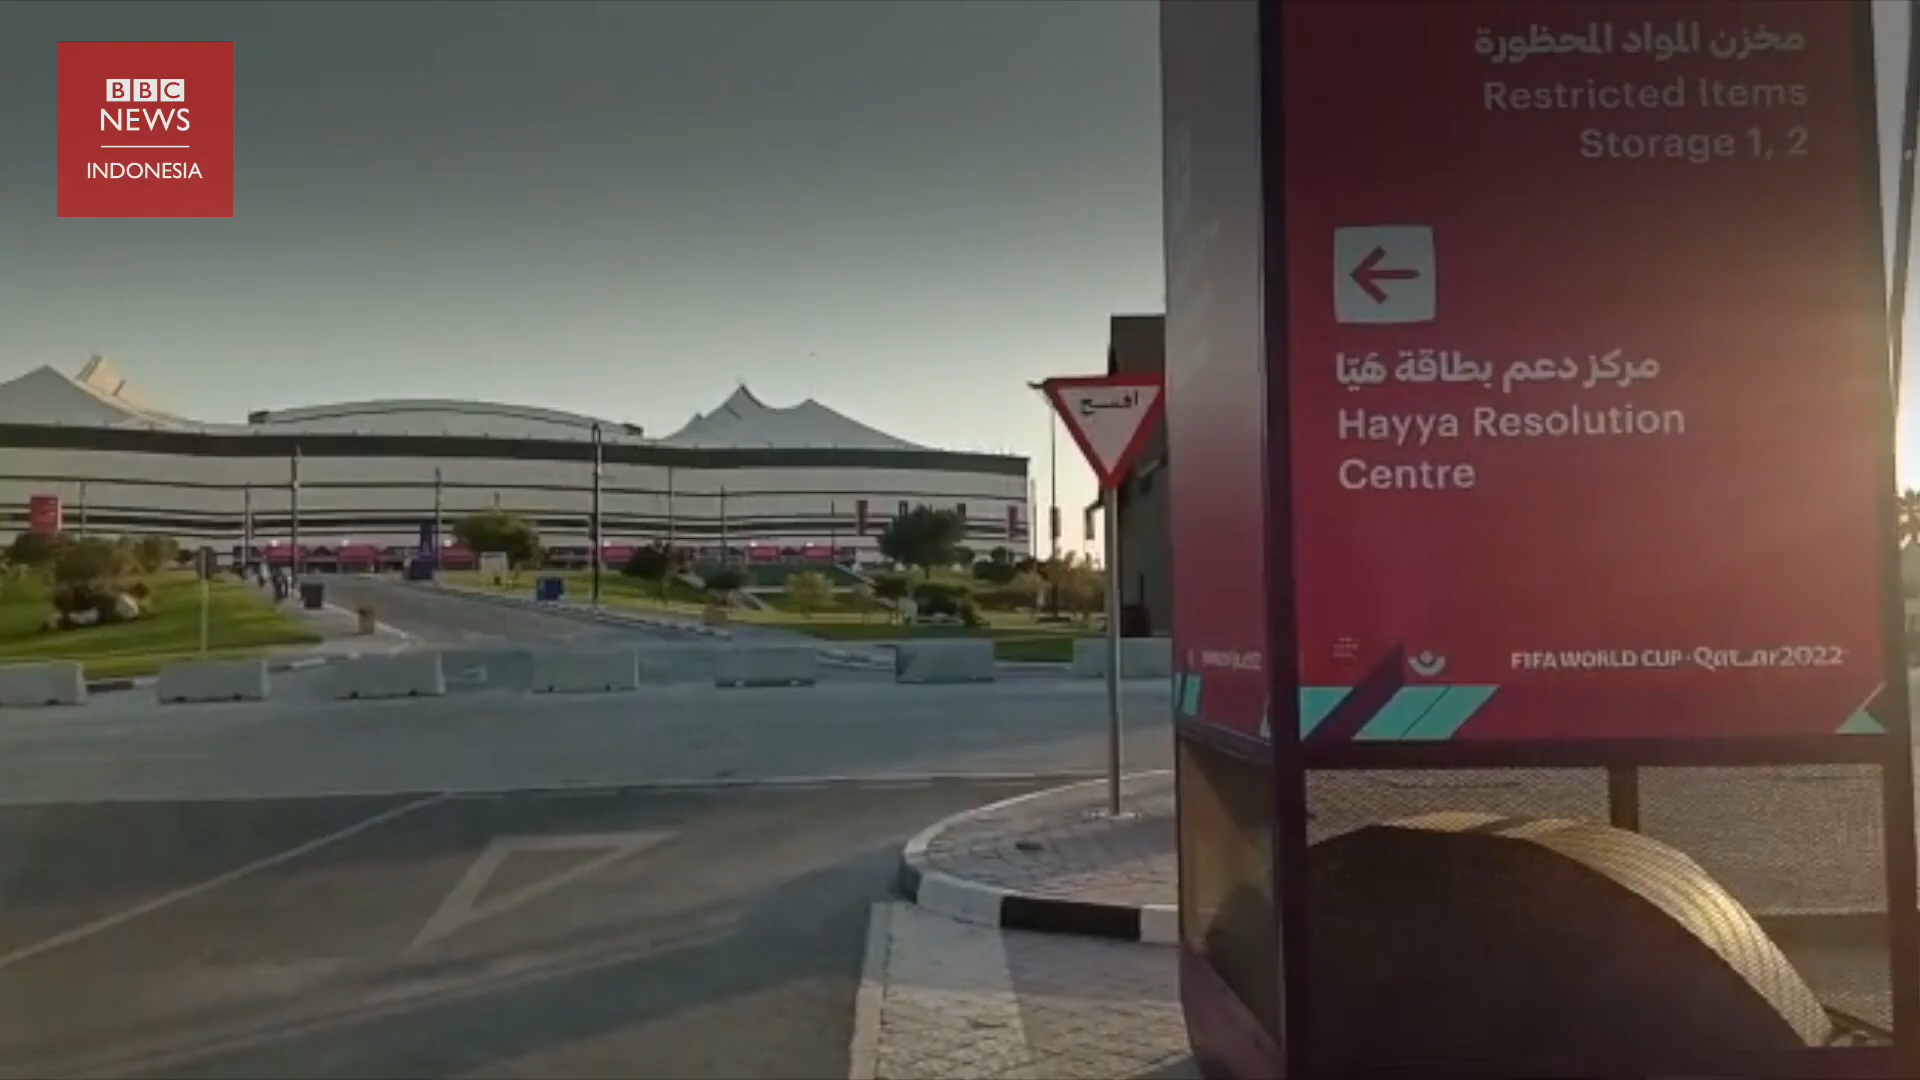 BBC
NEWS
INDONESIA
مخزن المواد المحظورة
Restricted Items
Storage 1, 2
مركز دعم بطاقة هَيّا
Hayya Resolution
Centre
افسح
FIFA WORLD CUP · Qatar2022